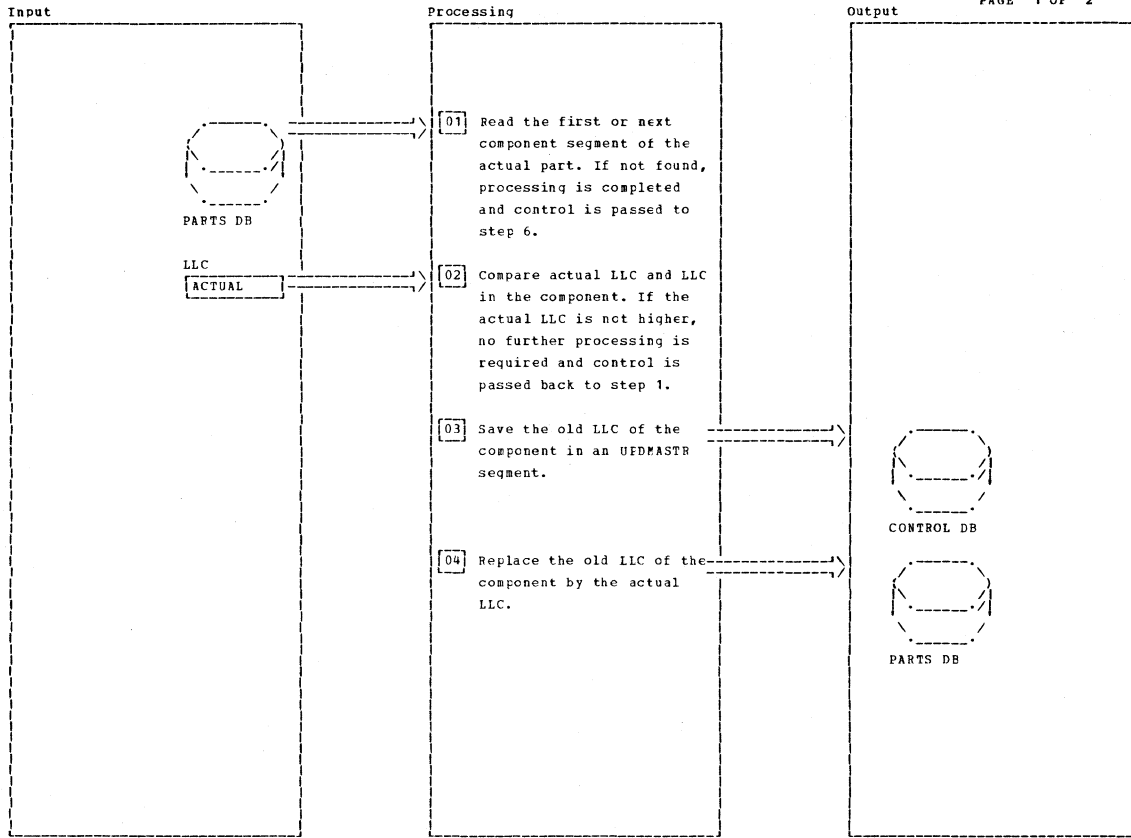 PAGE 1 OF 2
Input Processing Output
01 Read the first or next
component segment of the
actual part. If not found,
processing is completed
and control is passed to
step 6.
PARTS DB
LLC
ACTUAL
02 Compare actual LLC and LLC
in the component. If the
actual LLC is not higher,
no further processing is
required and control is
passed back to step 1.
03 Save the old LLC of the
component in an UPDMASTR
segment.
CONTROL DB
04 Replace the old LLC of the
component by the actual
LLC.
PARTS DB